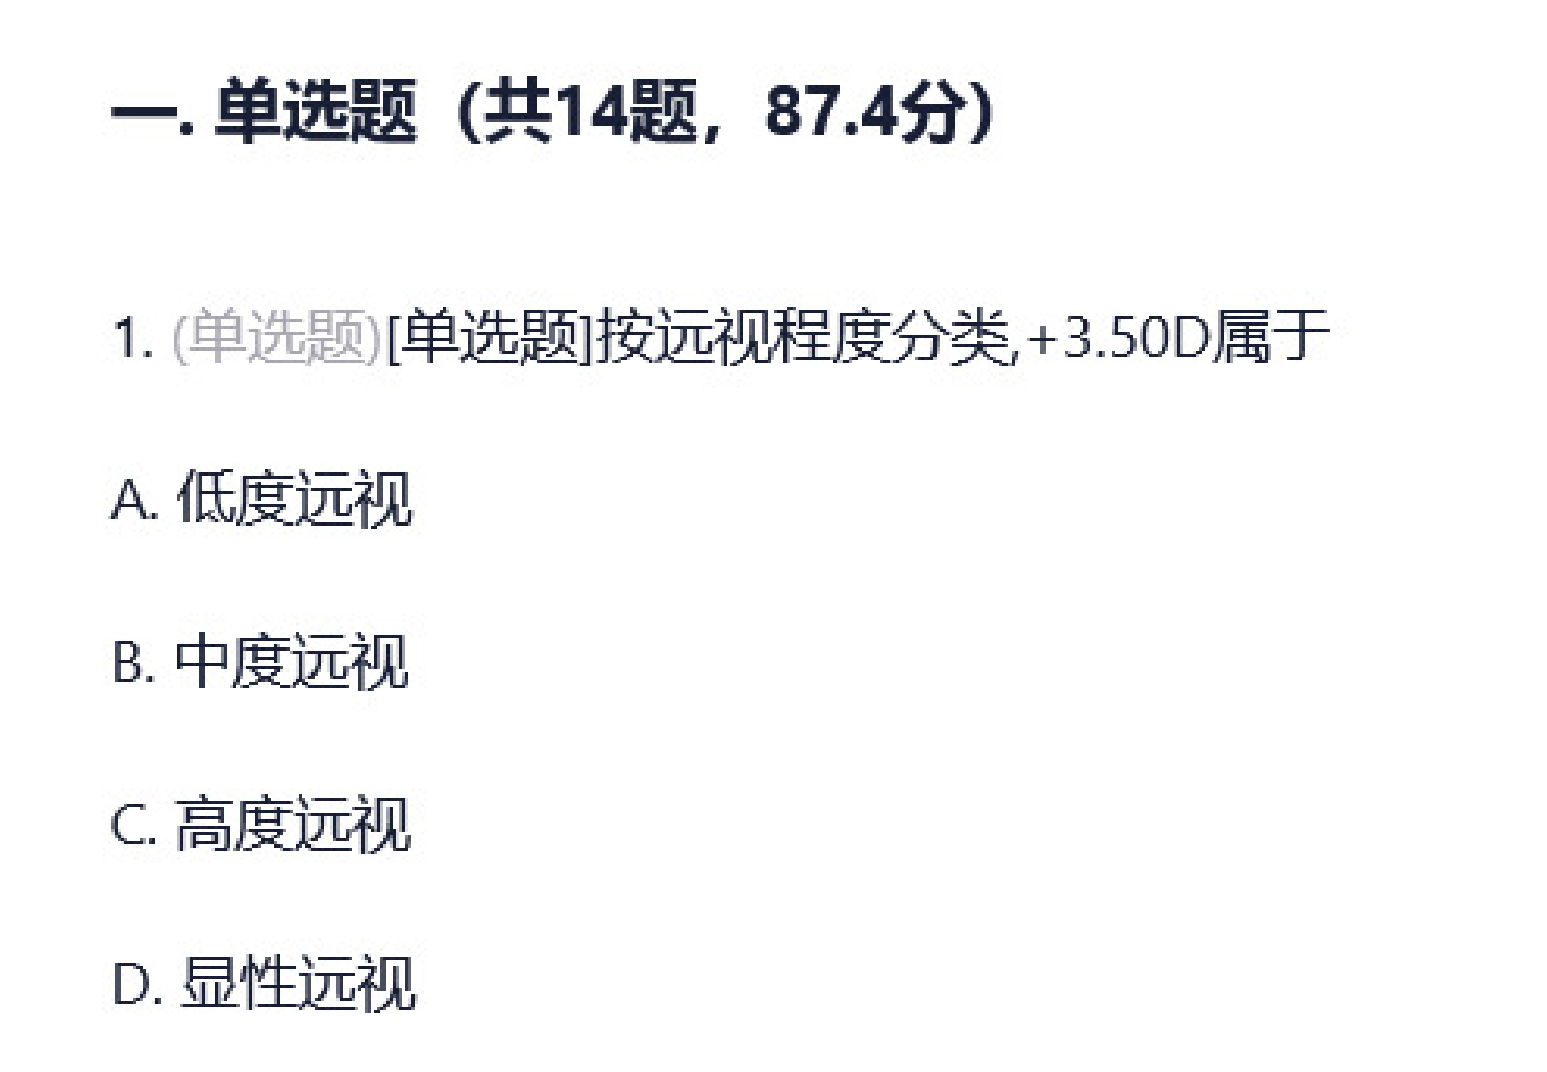 一. 单选题（共14题，87.4分）
1. (单选题)[单选题]按远视程度分类,+3.50D属于
A. 低度远视
B. 中度远视
C. 高度远视
D. 显性远视